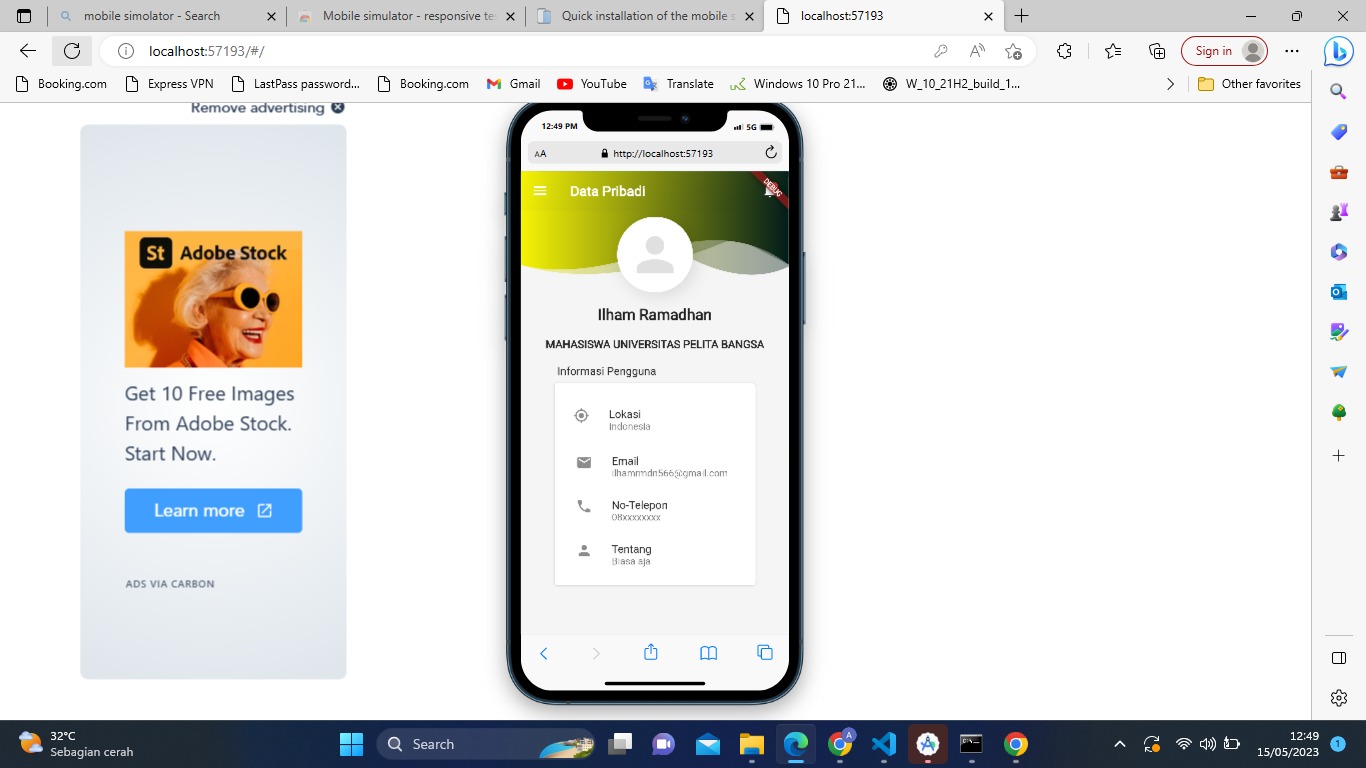 mobile simolator - Search
Mobile simulator - responsive te
Quick installation of the mobile s
localhost:57193
localhost:57193/#/
Sign in
Booking.com
Express VPN
LastPass password...
Booking.com
Gmail
YouTube
Translate
Windows 10 Pro 21...
W_10_21H2_build_1...
Other favorites
Remove advertising
St Adobe Stock
Get 10 Free Images
From Adobe Stock.
Start Now.
Learn more
ADS VIA CARBON
12:49 PM
5G
AA
http://localhost:57193
Data Pribadi
DEBUG
Ilham Ramadhan
MAHASISWA UNIVERSITAS PELITA BANGSA
Informasi Pengguna
Lokasi
Indonesia
Email
ilhamrmdn566@gmail.com
No-Telepon
08xxxxxxxx
Tentang
Biasa aja
32°C
Sebagian cerah
Search
A
12:49
15/05/2023
1